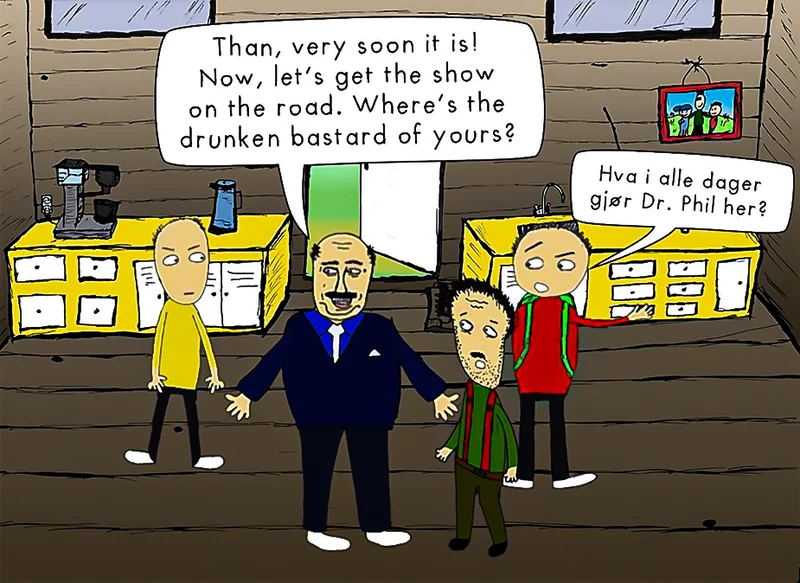 Than, very soon it is!
Now, let's get the show
on the road. Where's the
drunken bastard of yours?
Hva i alle dager
gjør Dr. Phil her?